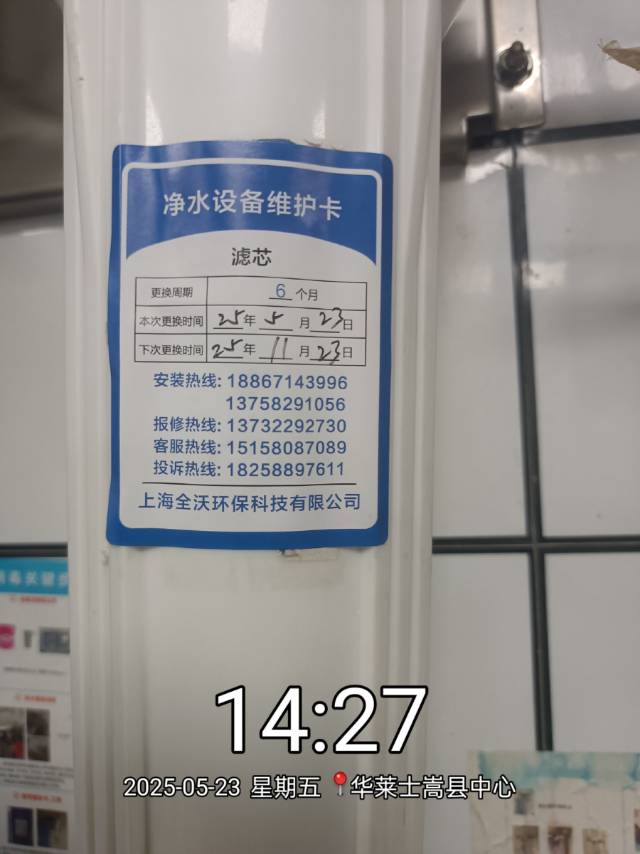 净水设备维护卡
滤芯
更换周期 6 个月
本次更换时间 25年 5 月 23日
下次更换时间 25年 11 月 23日
安装热线: 18867143996
13758291056
报修热线: 13732292730
客服热线: 15158087089
投诉热线: 18258897611
上海全沃环保科技有限公司
14:27
2025-05-23 星期五 📍华莱士嵩县中心